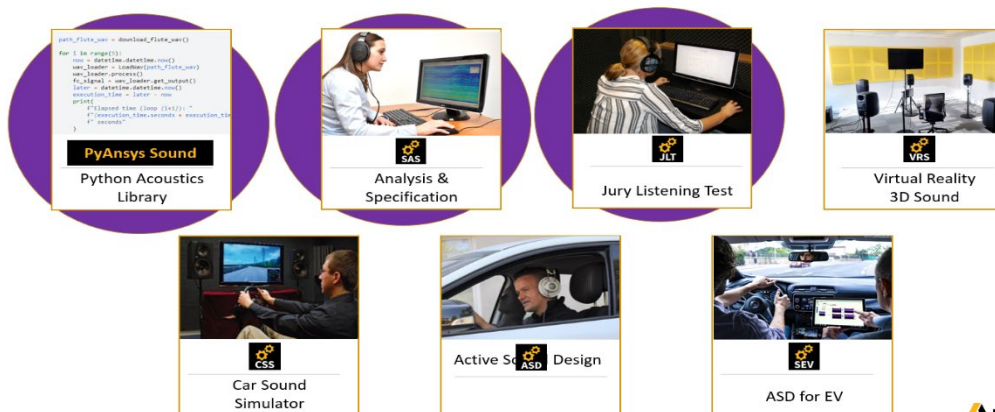 path_flute_wav = download_flute_wav()
for i in range(5):
now = datetime.datetime.now()
wav_loader = LoadWav(path_flute_wav)
wav_loader.process()
fc_signal = wav_loader.get_output()
later = datetime.datetime.now()
execution_time = later - now
print(
f"Elapsed time (loop {i+1}): "
f"{execution_time.seconds + execution_tim
f" seconds"
)
PyAnsys Sound
Python Acoustics
Library
SAS
Analysis &
Specification
JLT
Jury Listening Test
VRS
Virtual Reality
3D Sound
CSS
Car Sound
Simulator
ASD
Active So Design
SEV
ASD for EV